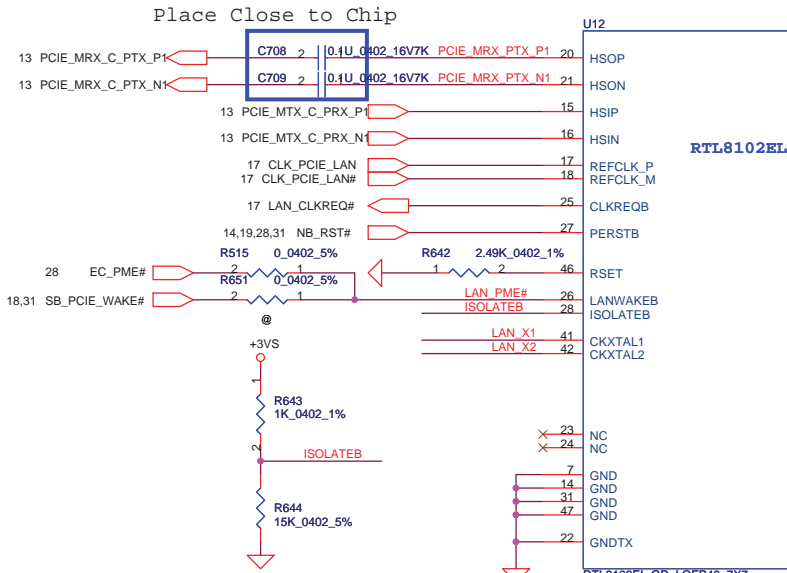 Place Close to Chip
U12
13 PCIE_MRX_C_PTX_P1 C708 2 1 0.1U_0402_16V7K PCIE_MRX_PTX_P1 20 HSOP
13 PCIE_MRX_C_PTX_N1 C709 2 1 0.1U_0402_16V7K PCIE_MRX_PTX_N1 21 HSON
13 PCIE_MTX_C_PRX_P1 15 HSIP
13 PCIE_MTX_C_PRX_N1 16 HSIN
RTL8102EL
17 CLK_PCIE_LAN 17 REFCLK_P
17 CLK_PCIE_LAN# 18 REFCLK_M
17 LAN_CLKREQ# 25 CLKREQB
14,19,28,31 NB_RST# 27 PERSTB
R515 0_0402_5% R642 2.49K_0402_1%
28 EC_PME# 2 1 1 2 46 RSET
R651 0_0402_5%
18,31 SB_PCIE_WAKE# 2 1 LAN_PME# 26 LANWAKEB
ISOLATEB 28 ISOLATEB
@
LAN_X1 41 CKXTAL1
LAN_X2 42 CKXTAL2
+3VS
1
R643
1K_0402_1%
2
ISOLATEB
23 NC
24 NC
7 GND
14 GND
31 GND
47 GND
22 GNDTX
R644
15K_0402_5%